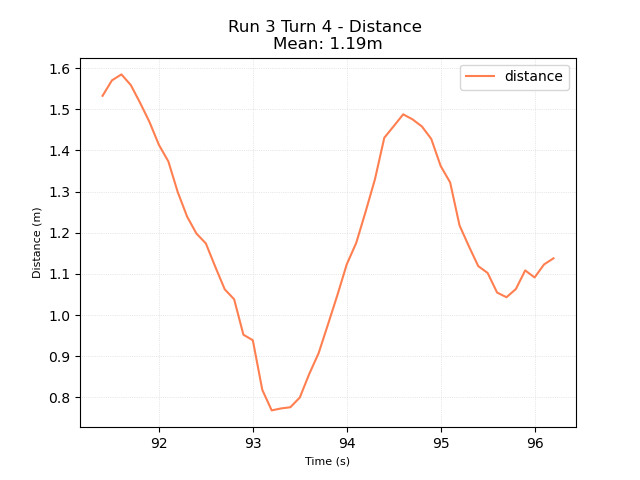 Run 3 Turn 4 - Distance
Mean: 1.19m
distance
1.6
1.5
1.4
1.3
1.2
1.1
1.0
0.9
0.8
Distance (m)
92 93 94 95 96
Time (s)